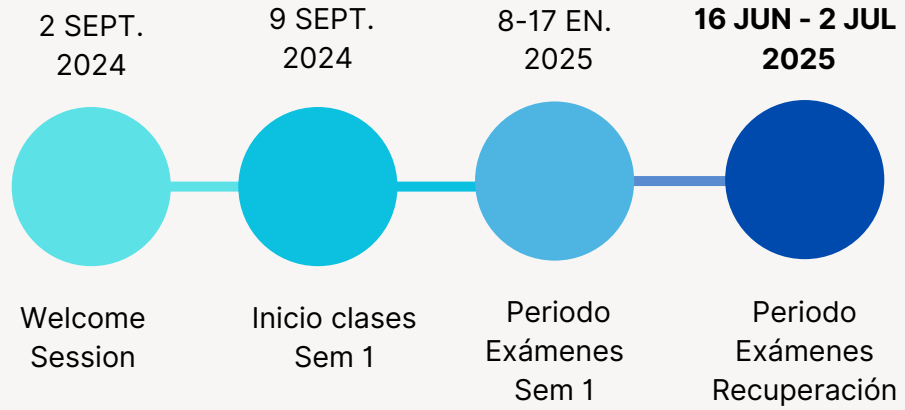 2 SEPT.
2024
9 SEPT.
2024
8-17 EN.
2025
16 JUN - 2 JUL
2025
Welcome
Session
Inicio clases
Sem 1
Periodo
Exámenes
Sem 1
Periodo
Exámenes
Recuperación